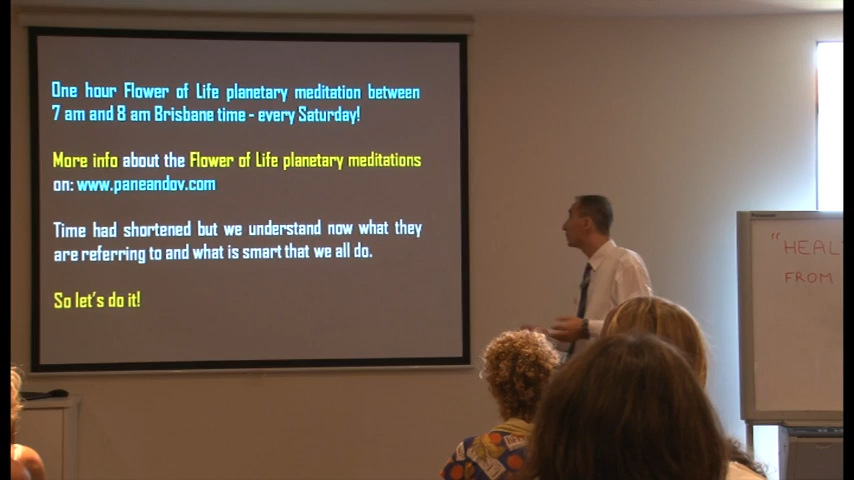 One hour Flower of Life planetary meditation between
7 am and 8 am Brisbane time - every Saturday!
More info about the Flower of Life planetary meditations
on: www.paneandov.com
Time had shortened but we understand now what they
are referring to and what is smart that we all do.
So let's do it!
"HEAL
FROM